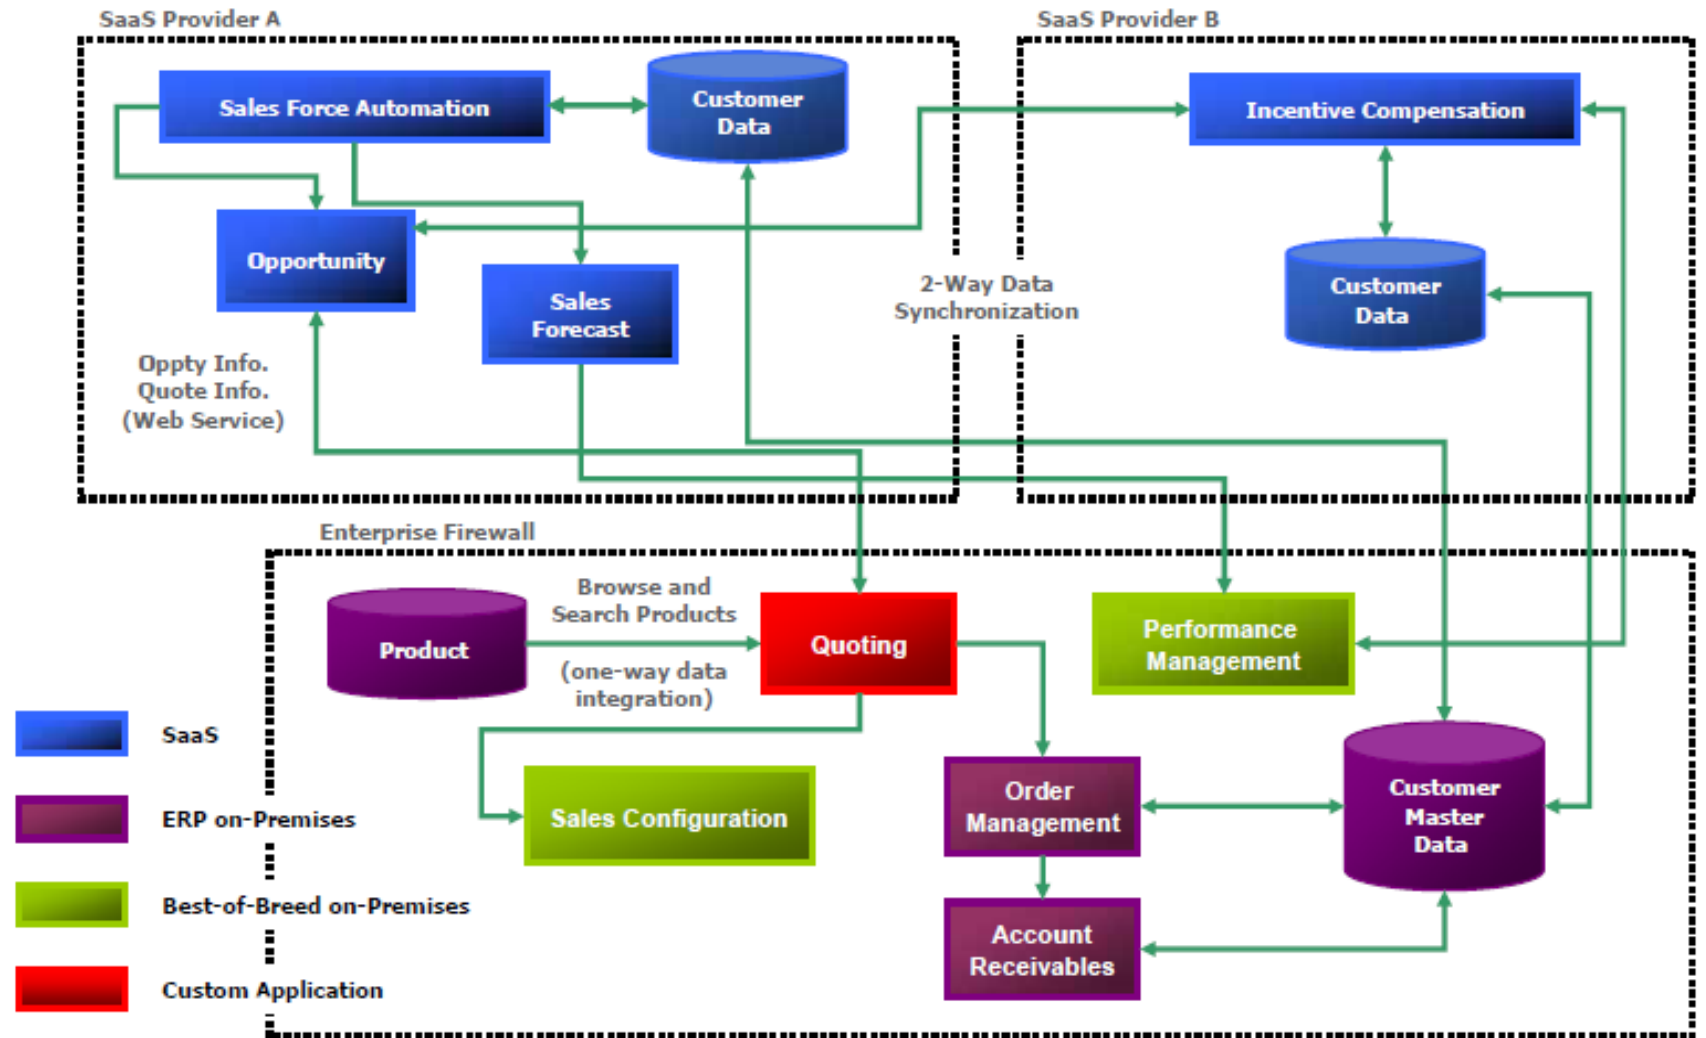 SaaS Provider A
SaaS Provider B
Sales Force Automation
Customer
Data
Incentive Compensation
Opportunity
Sales
Forecast
2-Way Data
Synchronization
Customer
Data
Oppty Info.
Quote Info.
(Web Service)
Enterprise Firewall
Product
Browse and
Search Products
(one-way data
integration)
Quoting
Performance
Management
SaaS
ERP on-Premises
Best-of-Breed on-Premises
Custom Application
Sales Configuration
Order
Management
Customer
Master
Data
Account
Receivables